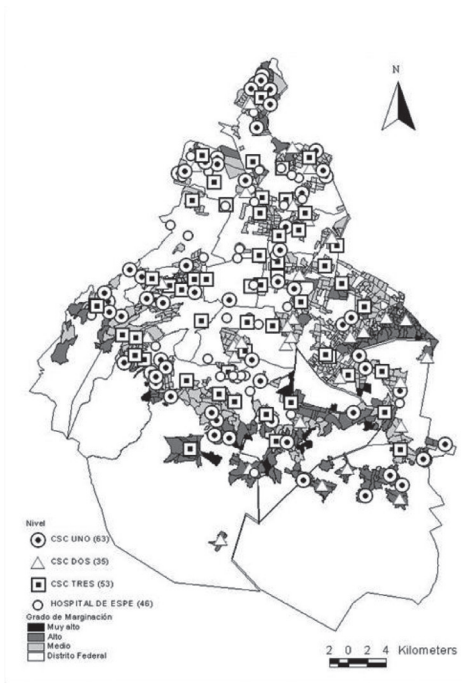 N
Nivel
CSC UNO (63)
CSC DOS (35)
CSC TRES (53)
HOSPITAL DE ESPE (46)
Grado de Marginación
Muy alto
Alto
Medio
Distrito Federal
2 0 2 4 Kilometers